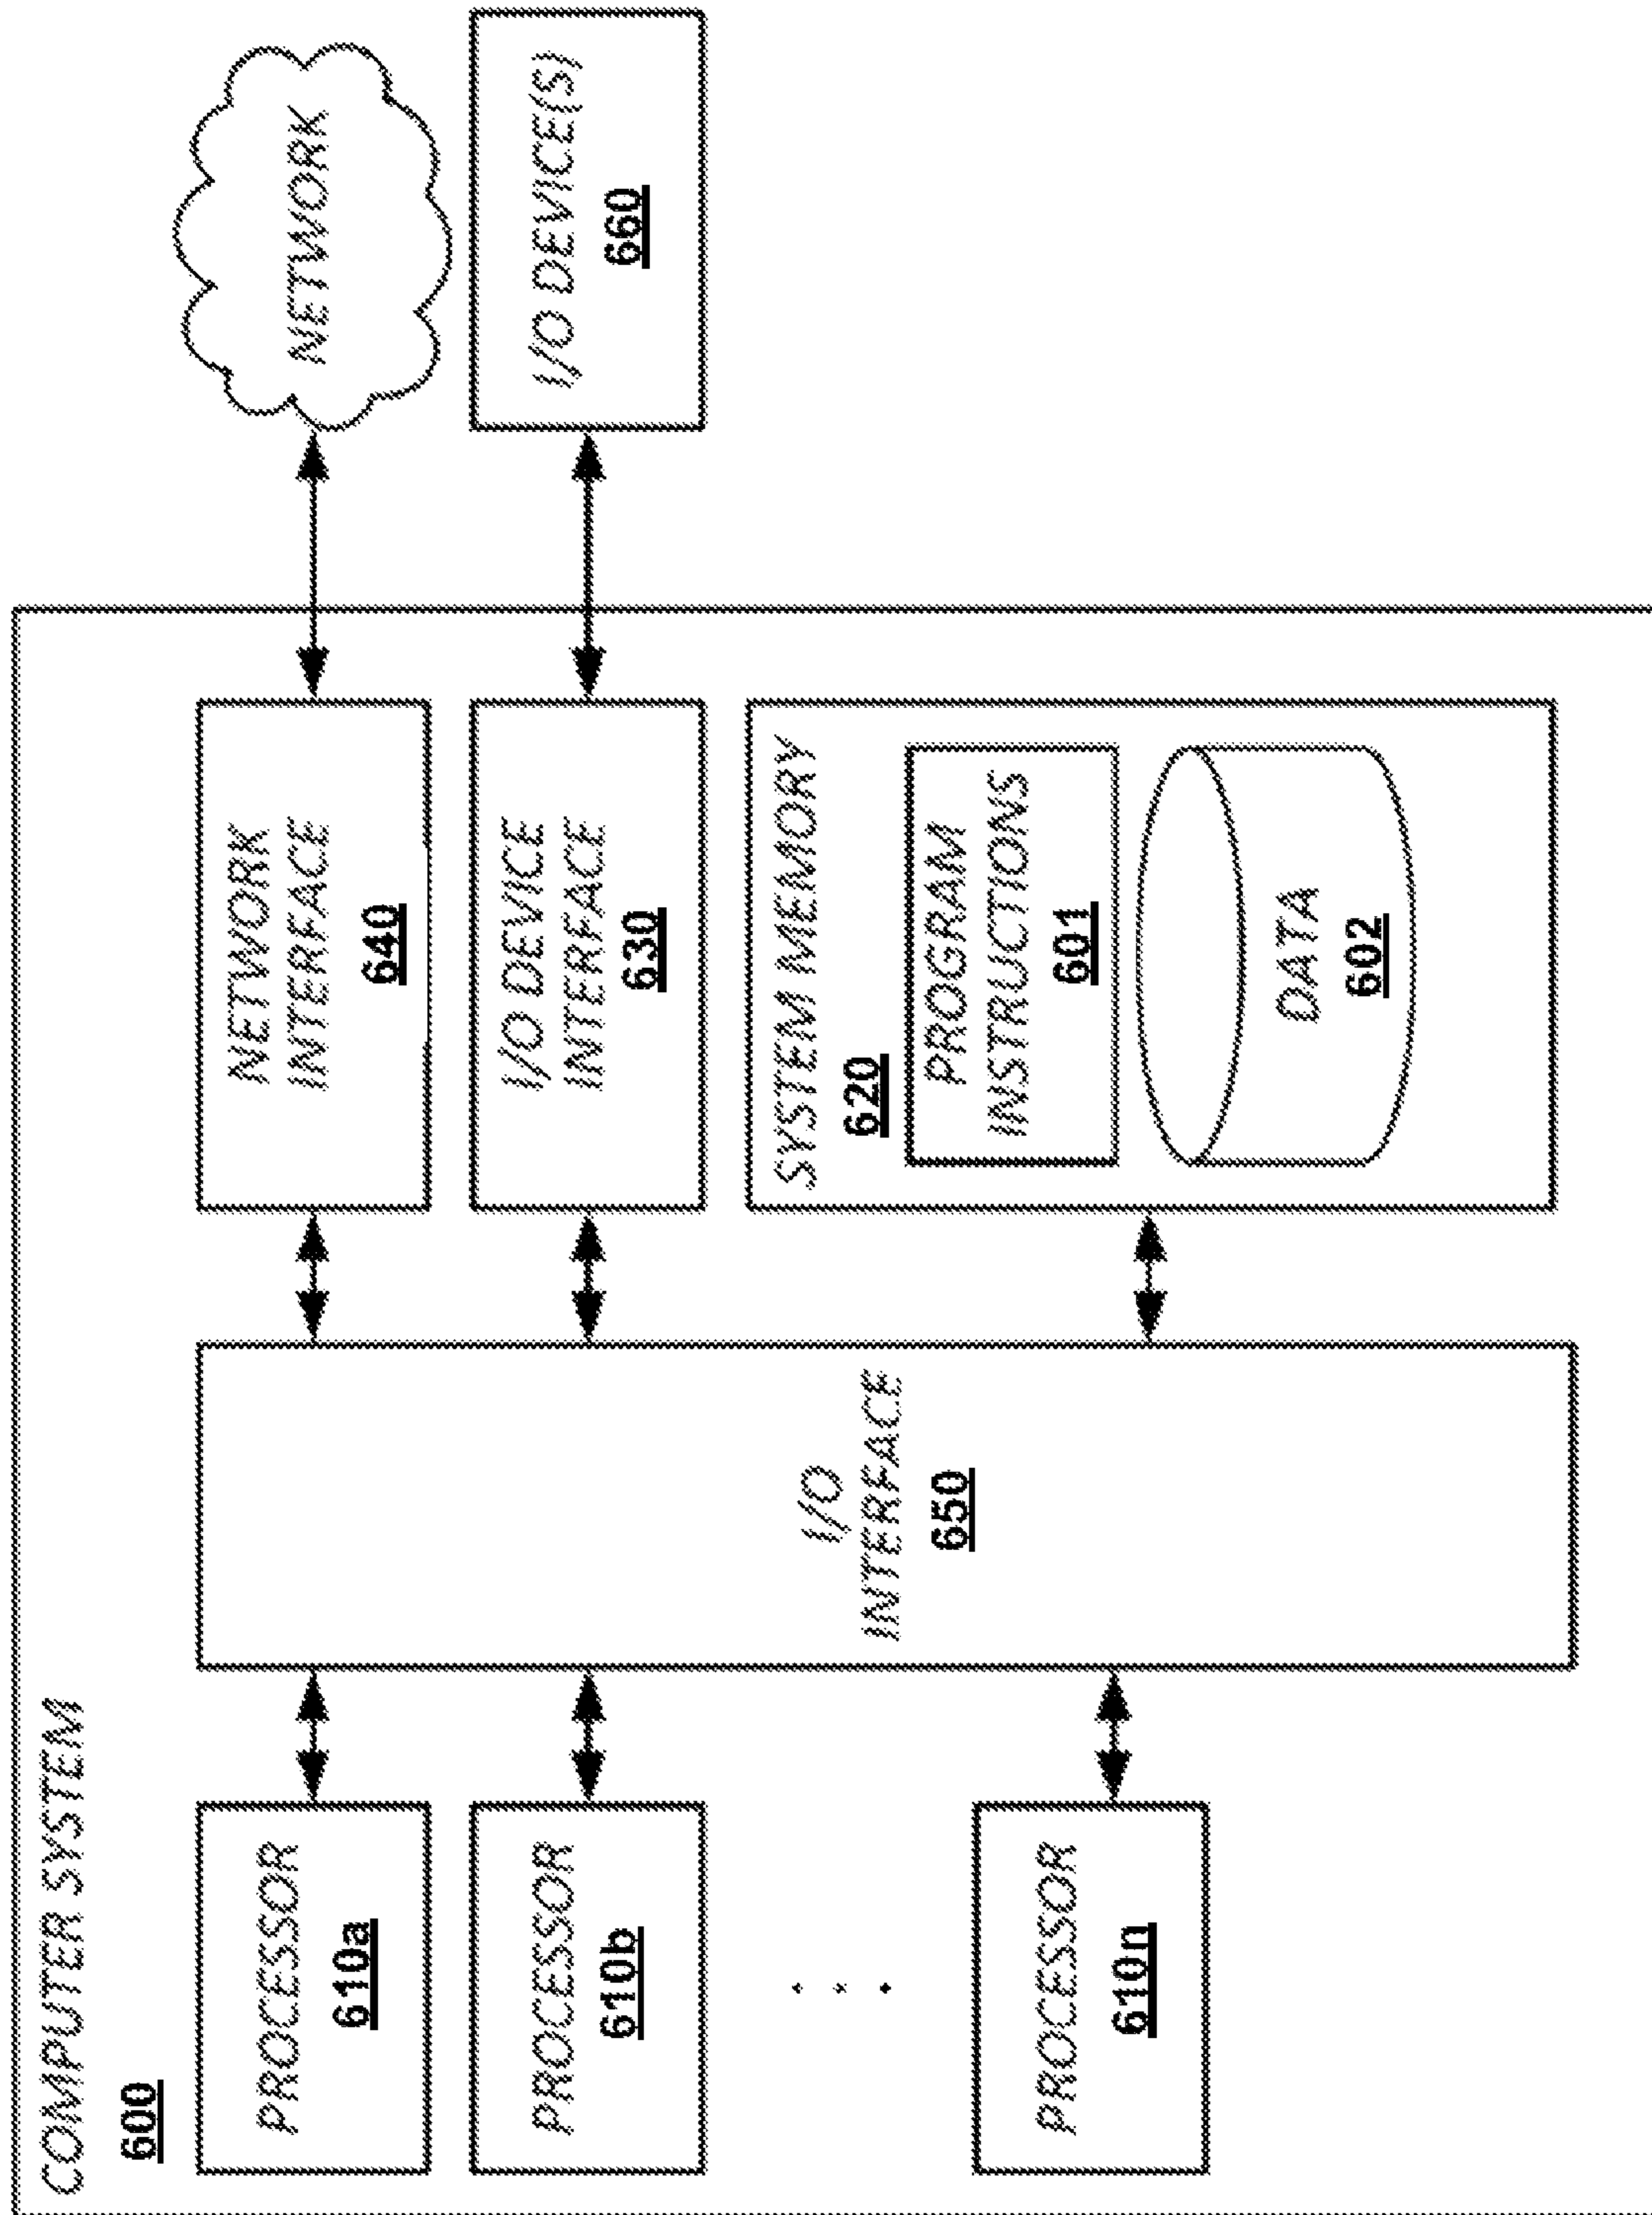 COMPUTER SYSTEM
600
PROCESSOR
610a
PROCESSOR
610b
. . .
PROCESSOR
610n
I/O
INTERFACE
650
NETWORK
INTERFACE
640
I/O DEVICE
INTERFACE
630
SYSTEM MEMORY
620
PROGRAM
INSTRUCTIONS
601
DATA
602
NETWORK
I/O DEVICE(S)
660